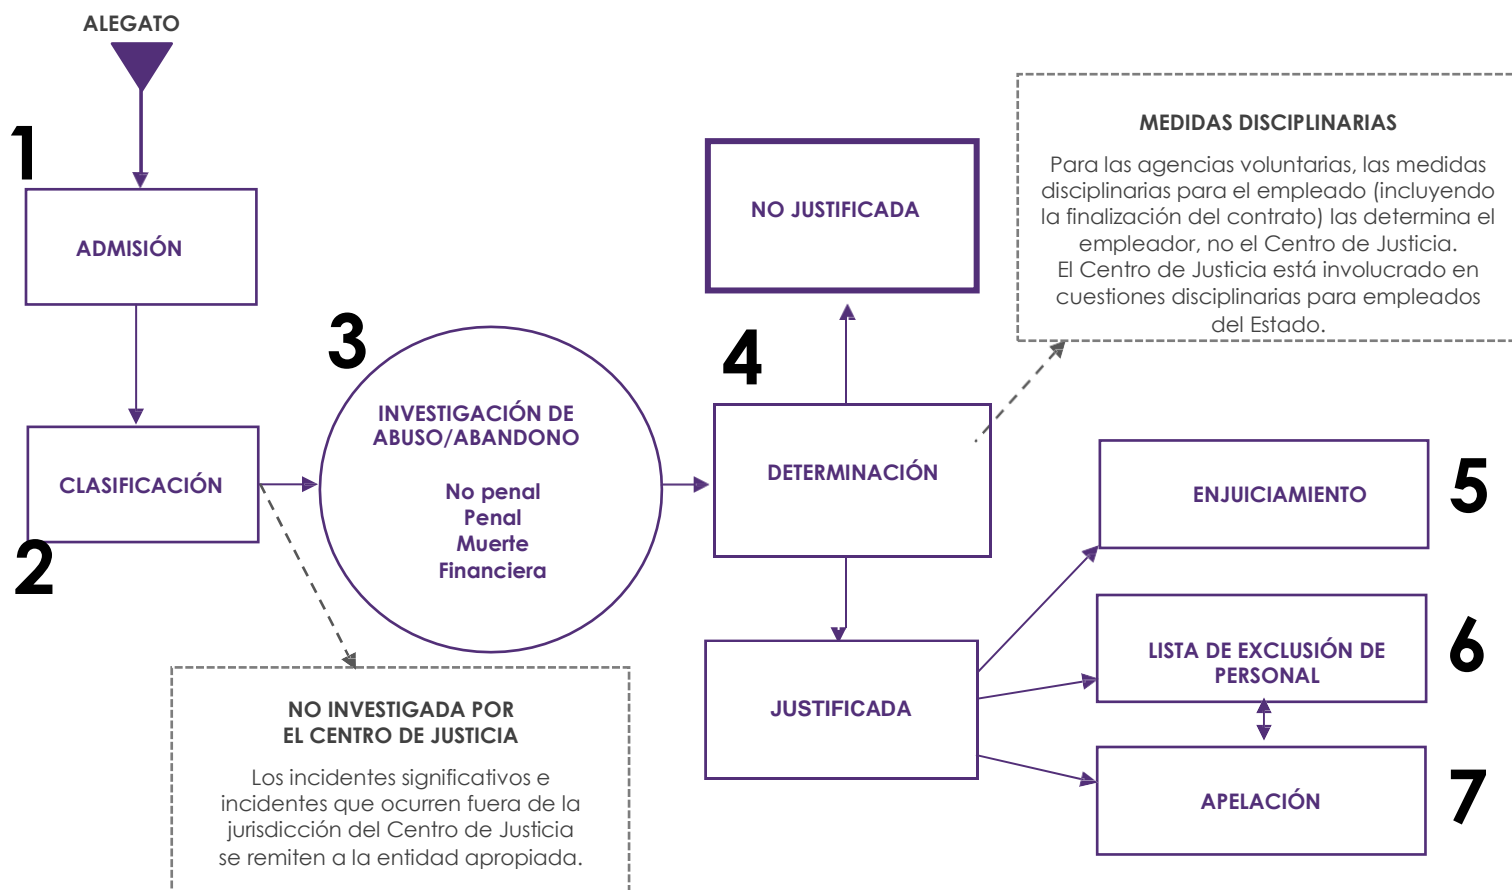 ALEGATO
1
ADMISIÓN
2
CLASIFICACIÓN
NO INVESTIGADA POR
EL CENTRO DE JUSTICIA
Los incidentes significativos e
incidentes que ocurren fuera de la
jurisdicción del Centro de Justicia
se remiten a la entidad apropiada.
3
INVESTIGACIÓN DE
ABUSO/ABANDONO
No penal
Penal
Muerte
Financiera
4
DETERMINACIÓN
NO JUSTIFICADA
MEDIDAS DISCIPLINARIAS
Para las agencias voluntarias, las medidas
disciplinarias para el empleado (incluyendo
la finalización del contrato) las determina el
empleador, no el Centro de Justicia.
El Centro de Justicia está involucrado en
cuestiones disciplinarias para empleados
del Estado.
JUSTIFICADA
ENJUICIAMIENTO
5
LISTA DE EXCLUSIÓN DE
PERSONAL
6
APELACIÓN
7